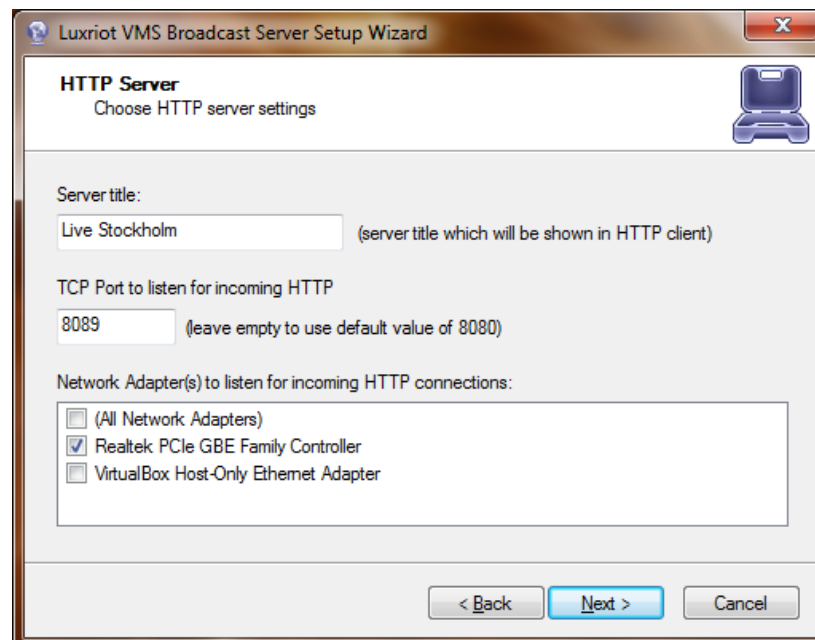 Luxriot VMS Broadcast Server Setup Wizard
HTTP Server
Choose HTTP server settings
Server title:
Live Stockholm (server title which will be shown in HTTP client)
TCP Port to listen for incoming HTTP
8089 (leave empty to use default value of 8080)
Network Adapter(s) to listen for incoming HTTP connections:
(All Network Adapters)
Realtek PCIe GBE Family Controller
VirtualBox Host-Only Ethernet Adapter
< Back Next > Cancel